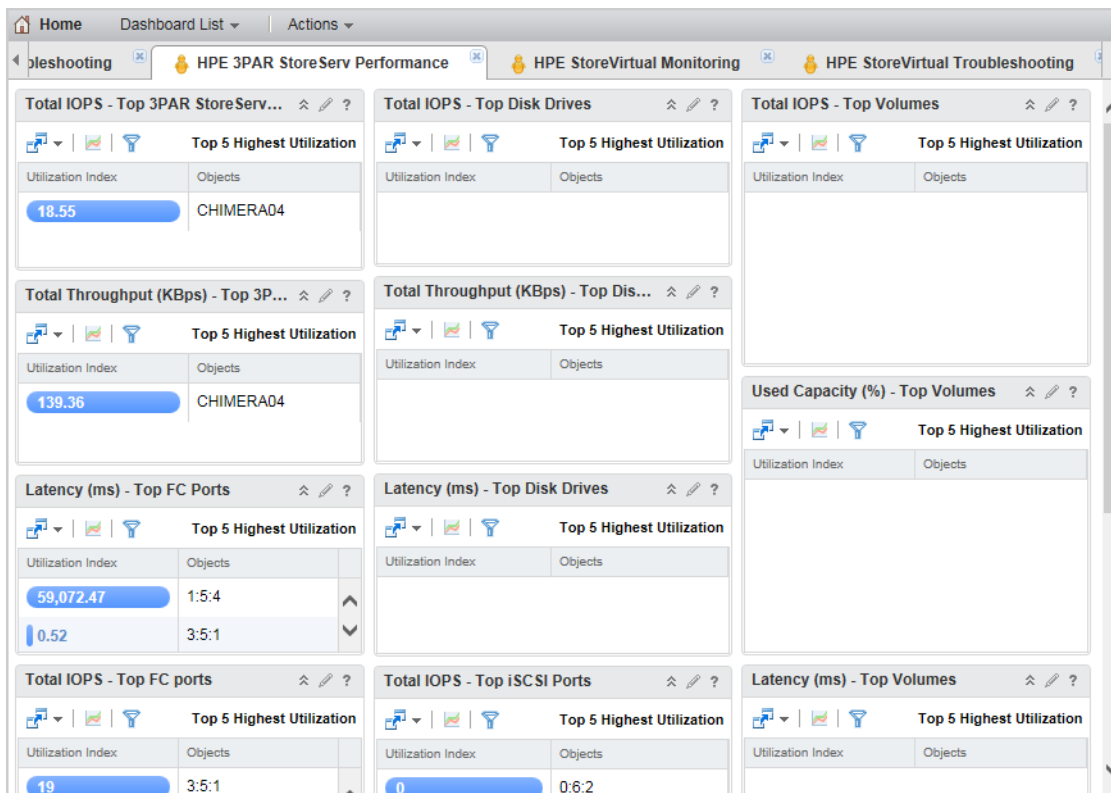 Home Dashboard List Actions
bleshooting HPE 3PAR StoreServ Performance HPE StoreVirtual Monitoring HPE StoreVirtual Troubleshooting
Total IOPS - Top 3PAR StoreServ... ?
Top 5 Highest Utilization
Utilization Index Objects
18.55 CHIMERA04
Total Throughput (KBps) - Top 3P... ?
Top 5 Highest Utilization
Utilization Index Objects
139.36 CHIMERA04
Latency (ms) - Top FC Ports ?
Top 5 Highest Utilization
Utilization Index Objects
59,072.47 1:5:4
0.52 3:5:1
Total IOPS - Top FC ports ?
Top 5 Highest Utilization
Utilization Index Objects
19 3:5:1
Total IOPS - Top Disk Drives ?
Top 5 Highest Utilization
Utilization Index Objects
Total Throughput (KBps) - Top Dis... ?
Top 5 Highest Utilization
Utilization Index Objects
Latency (ms) - Top Disk Drives ?
Top 5 Highest Utilization
Utilization Index Objects
Total IOPS - Top iSCSI Ports ?
Top 5 Highest Utilization
Utilization Index Objects
0 0:6:2
Total IOPS - Top Volumes ?
Top 5 Highest Utilization
Utilization Index Objects
Used Capacity (%) - Top Volumes ?
Top 5 Highest Utilization
Utilization Index Objects
Latency (ms) - Top Volumes ?
Top 5 Highest Utilization
Utilization Index Objects